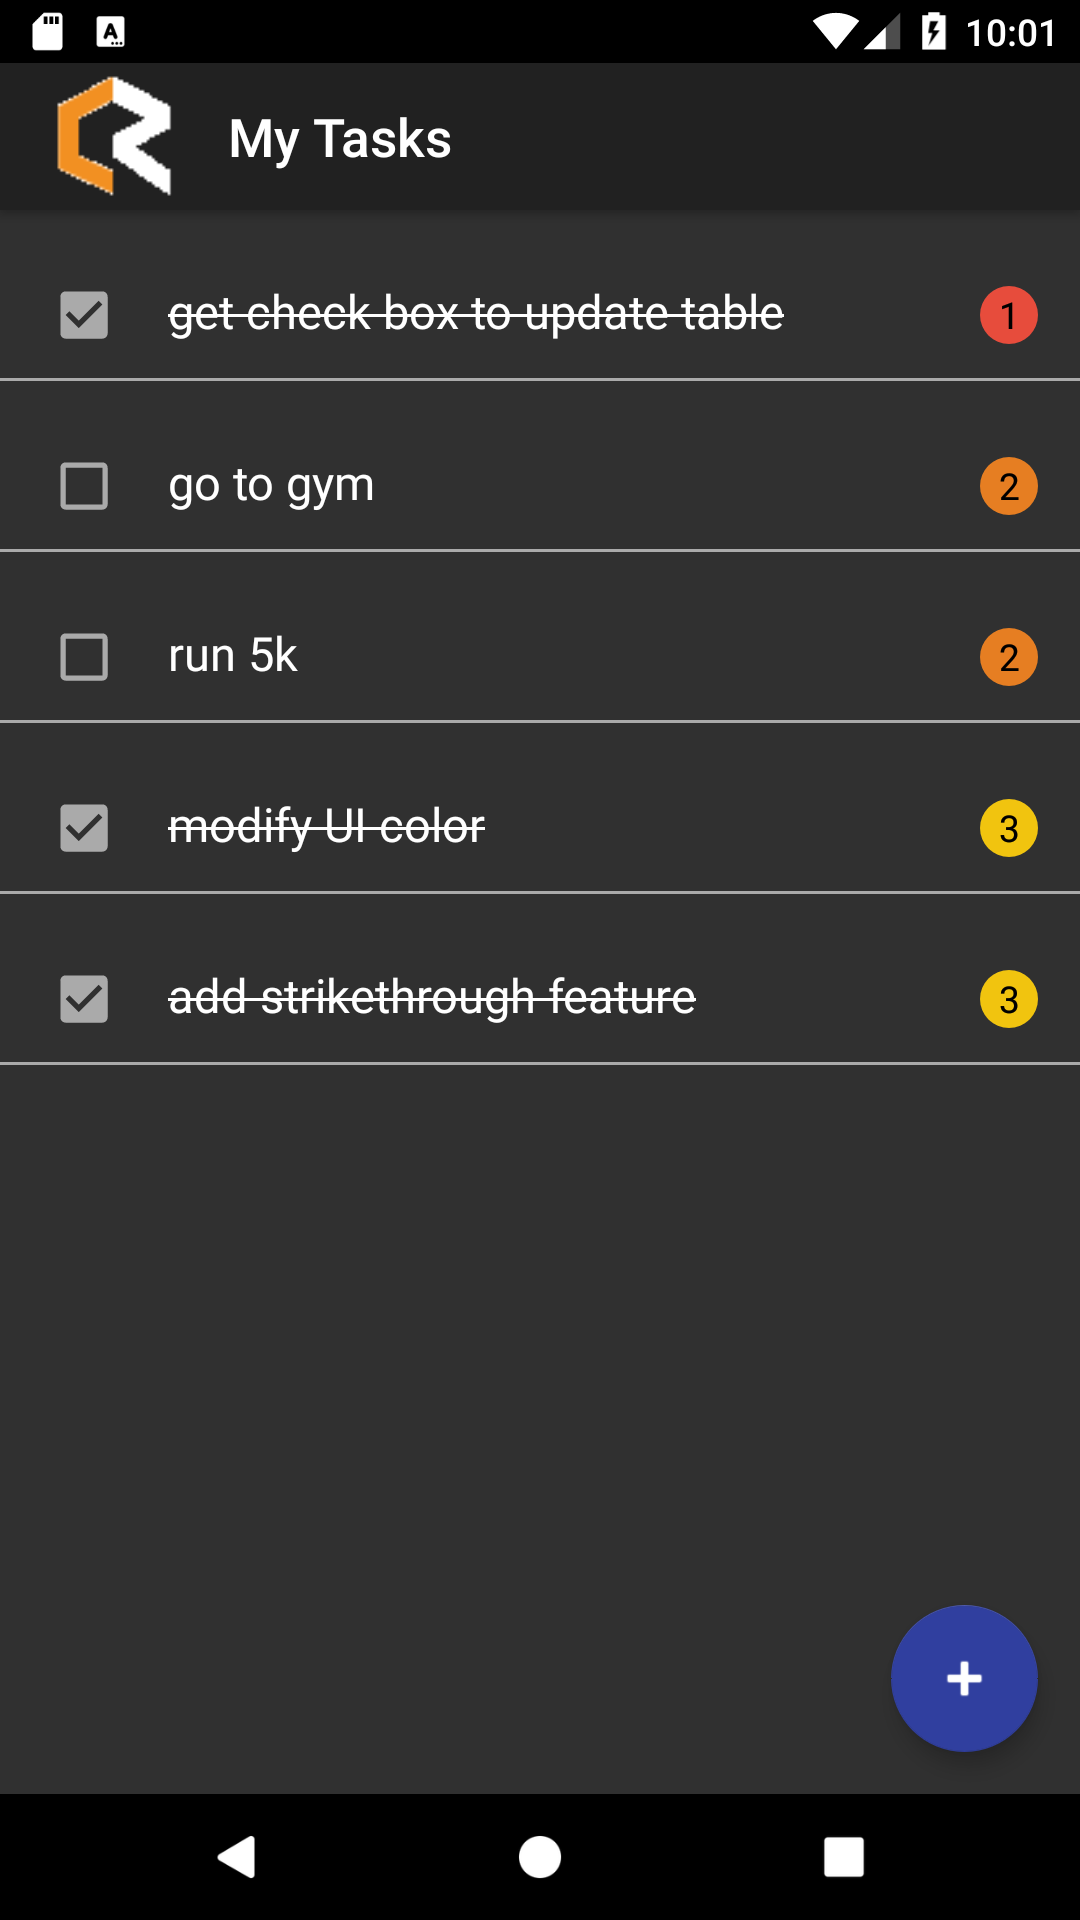 10:01
My Tasks
get check box to update table 1
go to gym 2
run 5k 2
modify UI color 3
add strikethrough feature 3